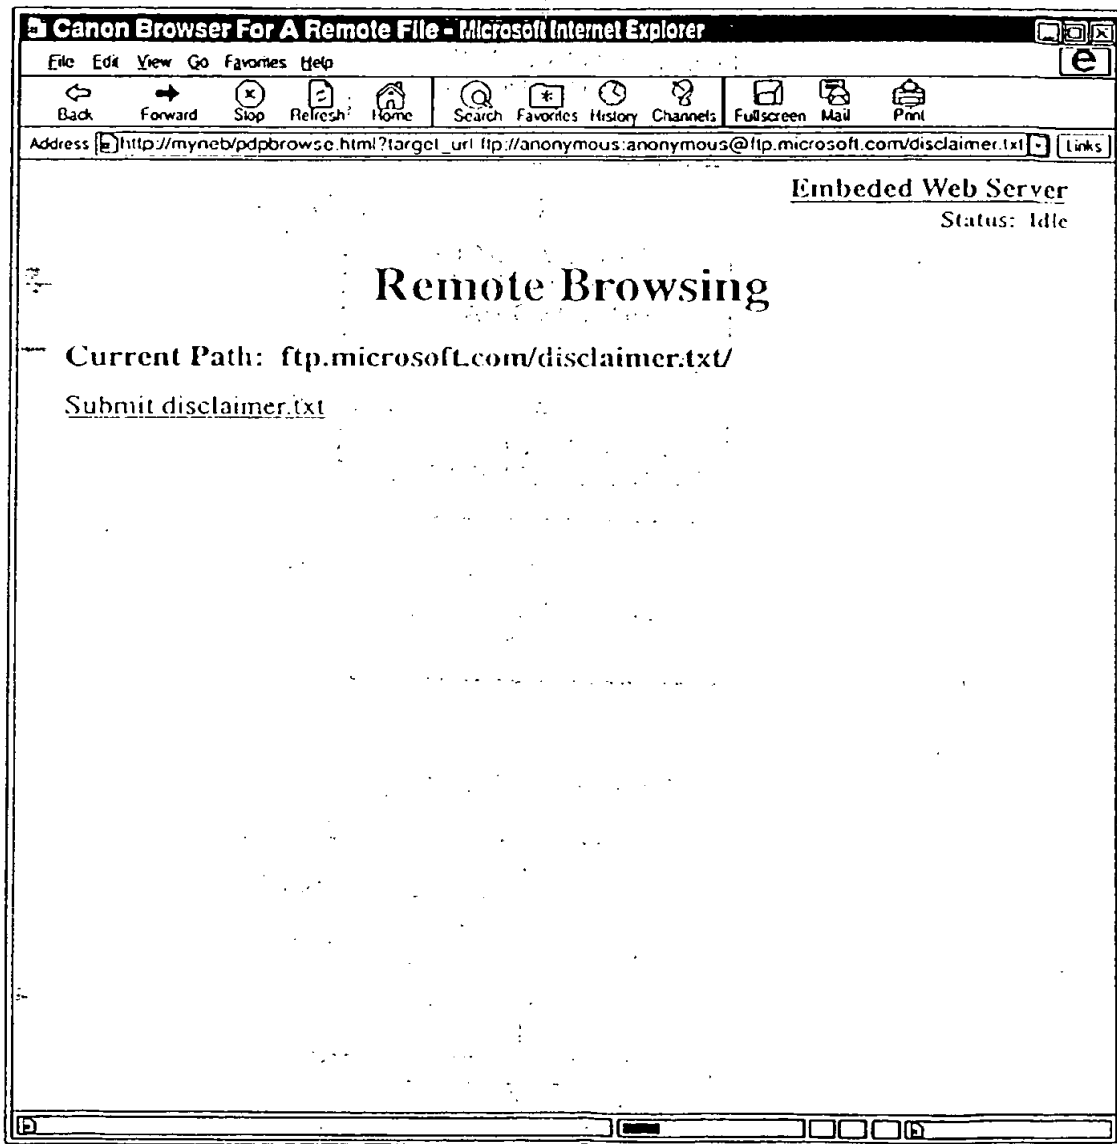 Canon Browser For A Remote File - Microsoft Internet Explorer
File Edit View Go Favorites Help
e
Back Forward Stop Refresh Home Search Favorites History Channels Fullscreen Mail Print
Address http://myneb/pdpbrowse.html?target_url ftp://anonymous:anonymous@ftp.microsoft.com/disclaimer.txt Links
Embeded Web Server
Status: Idle
Remote Browsing
Current Path: ftp.microsoft.com/disclaimer.txt/
Submit disclaimer.txt